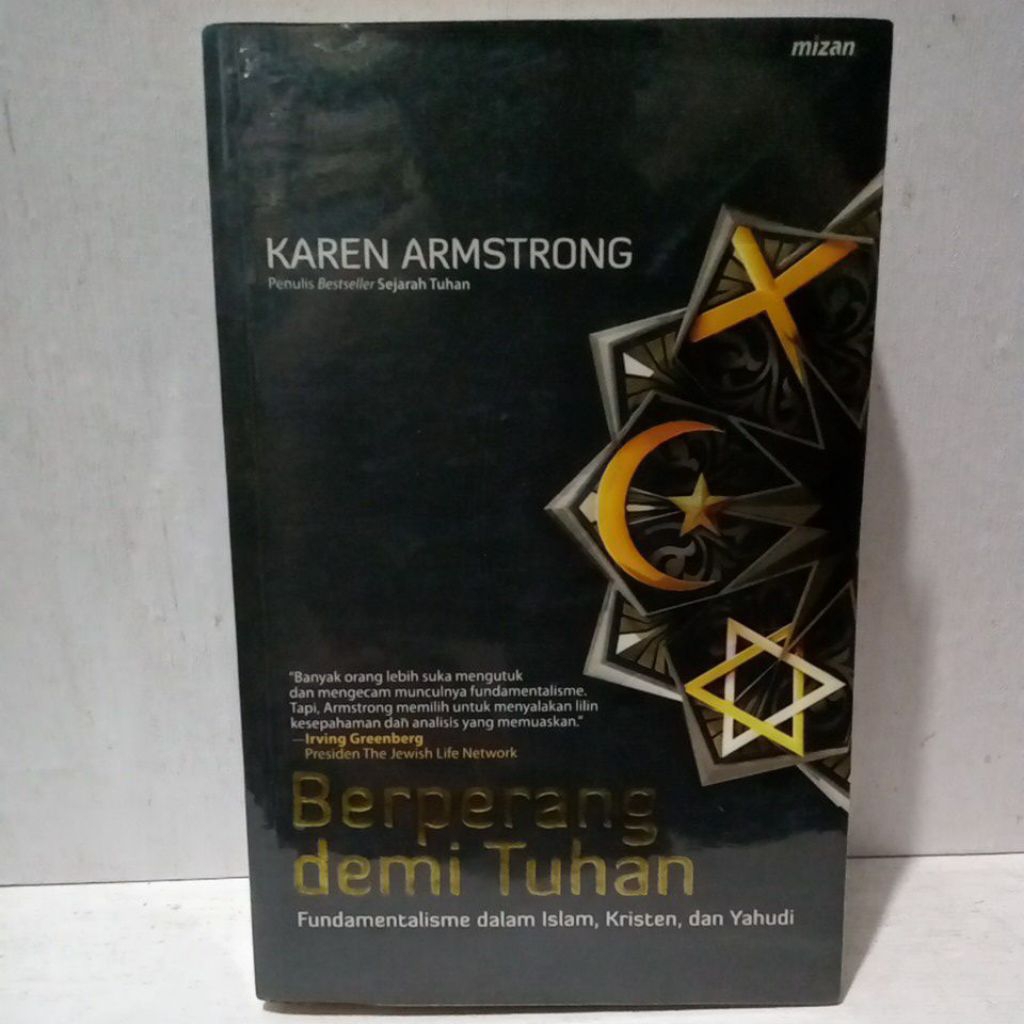 mizan
KAREN ARMSTRONG
Penulis Bestseller Sejarah Tuhan
"Banyak orang lebih suka mengutuk
dan mengecam munculnya fundamentalisme.
Tapi, Armstrong memilih untuk menyalakan lilin
kesepahaman dan analisis yang memuaskan."
—Irving Greenberg
Presiden The Jewish Life Network
Berperang
demi Tuhan
Fundamentalisme dalam Islam, Kristen, dan Yahudi